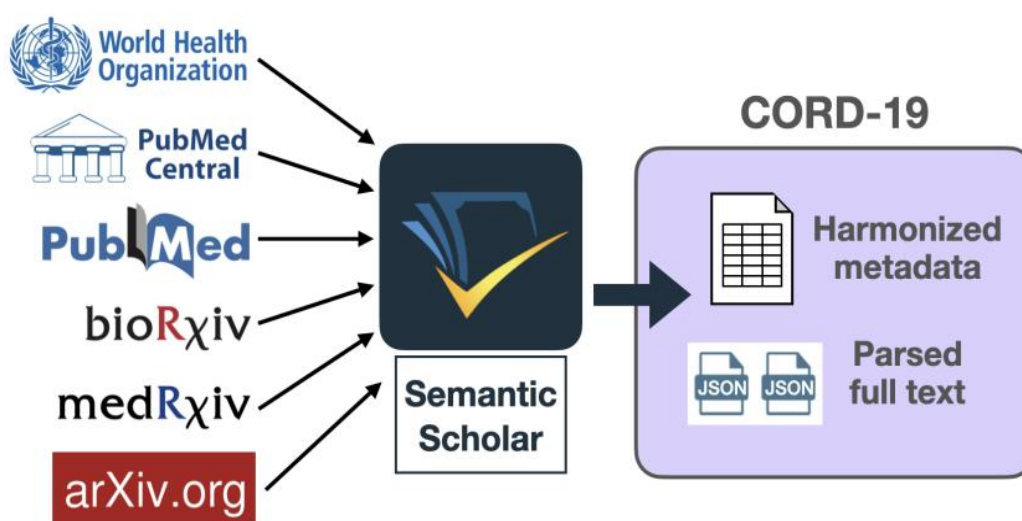 World Health
Organization
PubMed
Central
PubMed
bioRχiv
medRχiv
arXiv.org
Semantic
Scholar
CORD-19
Harmonized
metadata
JSON JSON
Parsed
full text